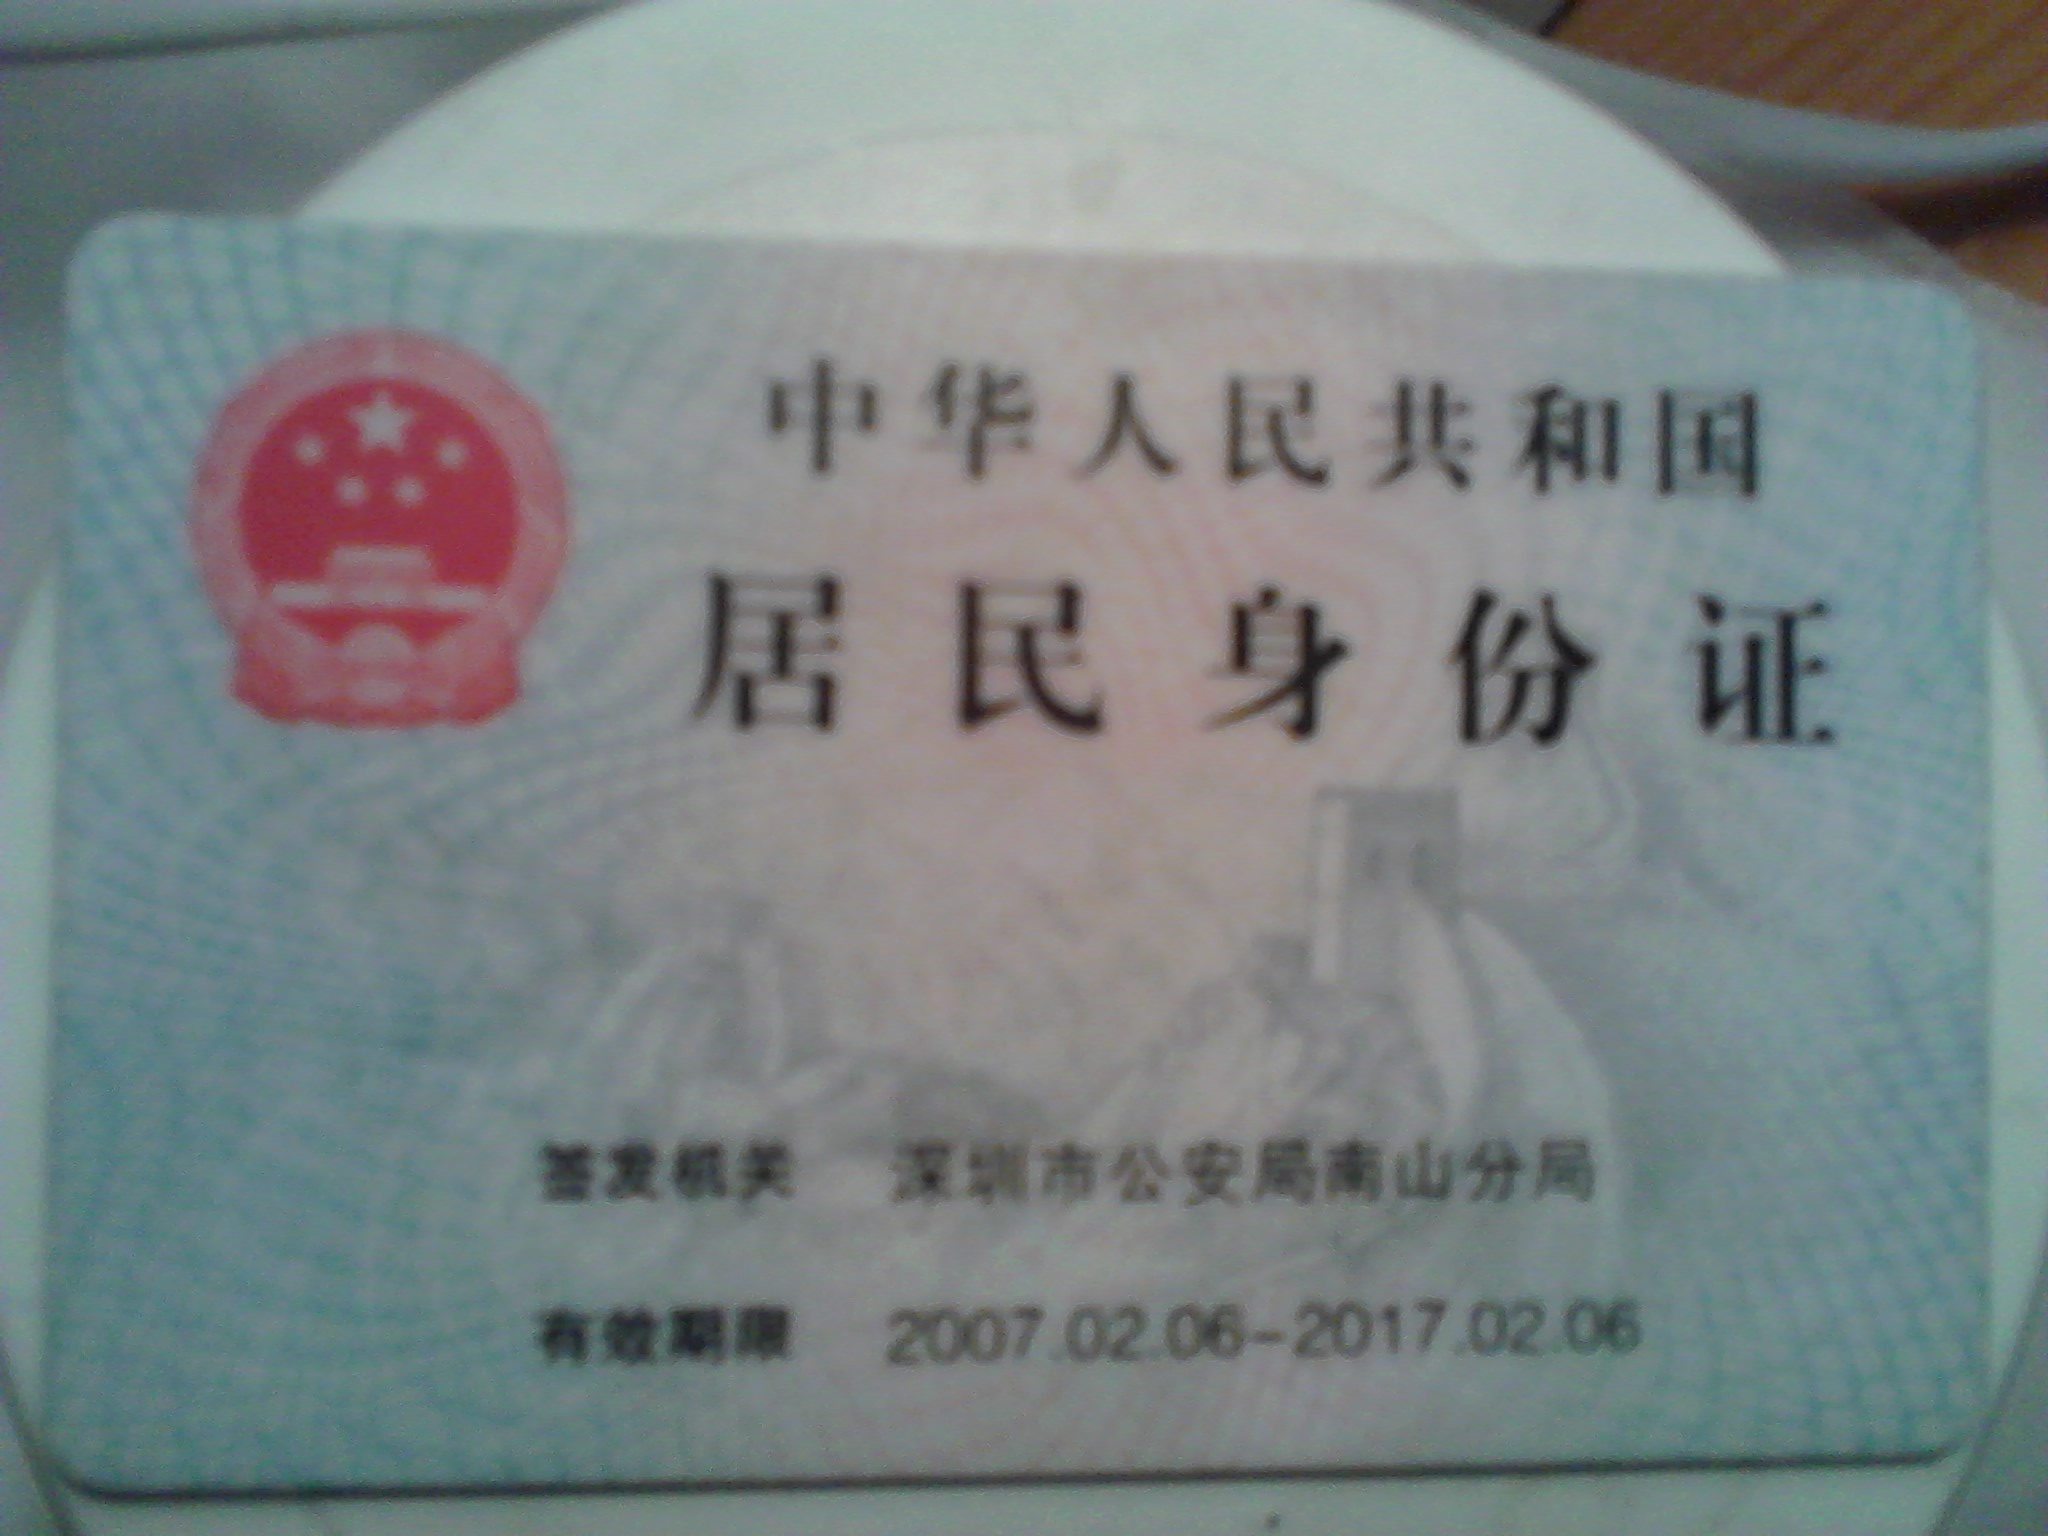 中华人民共和国
居民身份证
签发机关 深圳市公安局南山分局
有效期限 2007.02.06-2017.02.06